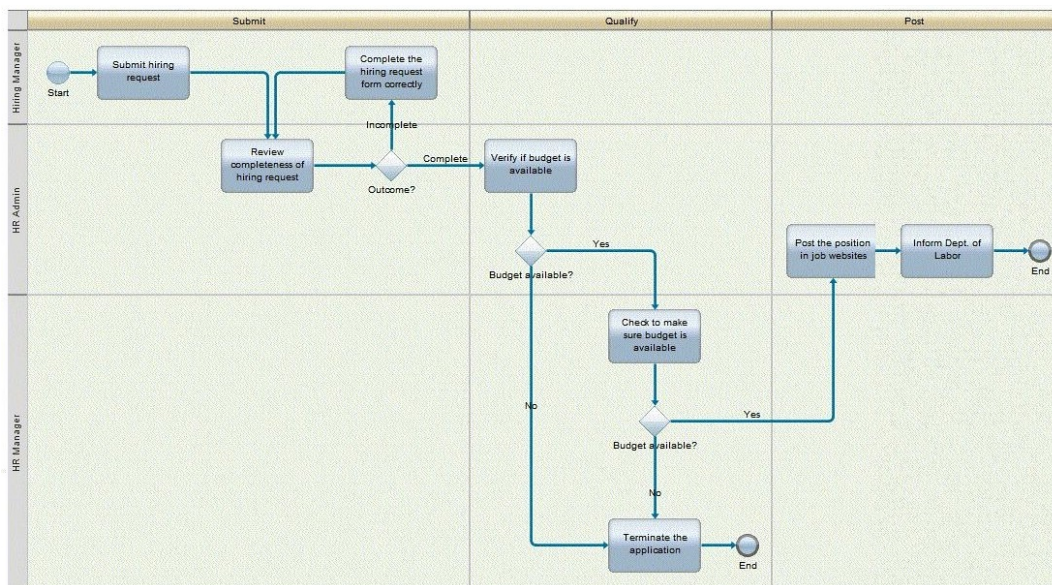 Submit
Qualify
Post
Hiring Manager
HR Admin
HR Manager
Start
Submit hiring
request
Complete the
hiring request
form correctly
Incomplete
Review
completeness of
hiring request
Outcome?
Complete
Verify if budget is
available
Budget available?
Yes
No
Check to make
sure budget is
available
Budget available?
Yes
No
Terminate the
application
End
Post the position
in job websites
Inform Dept. of
Labor
End